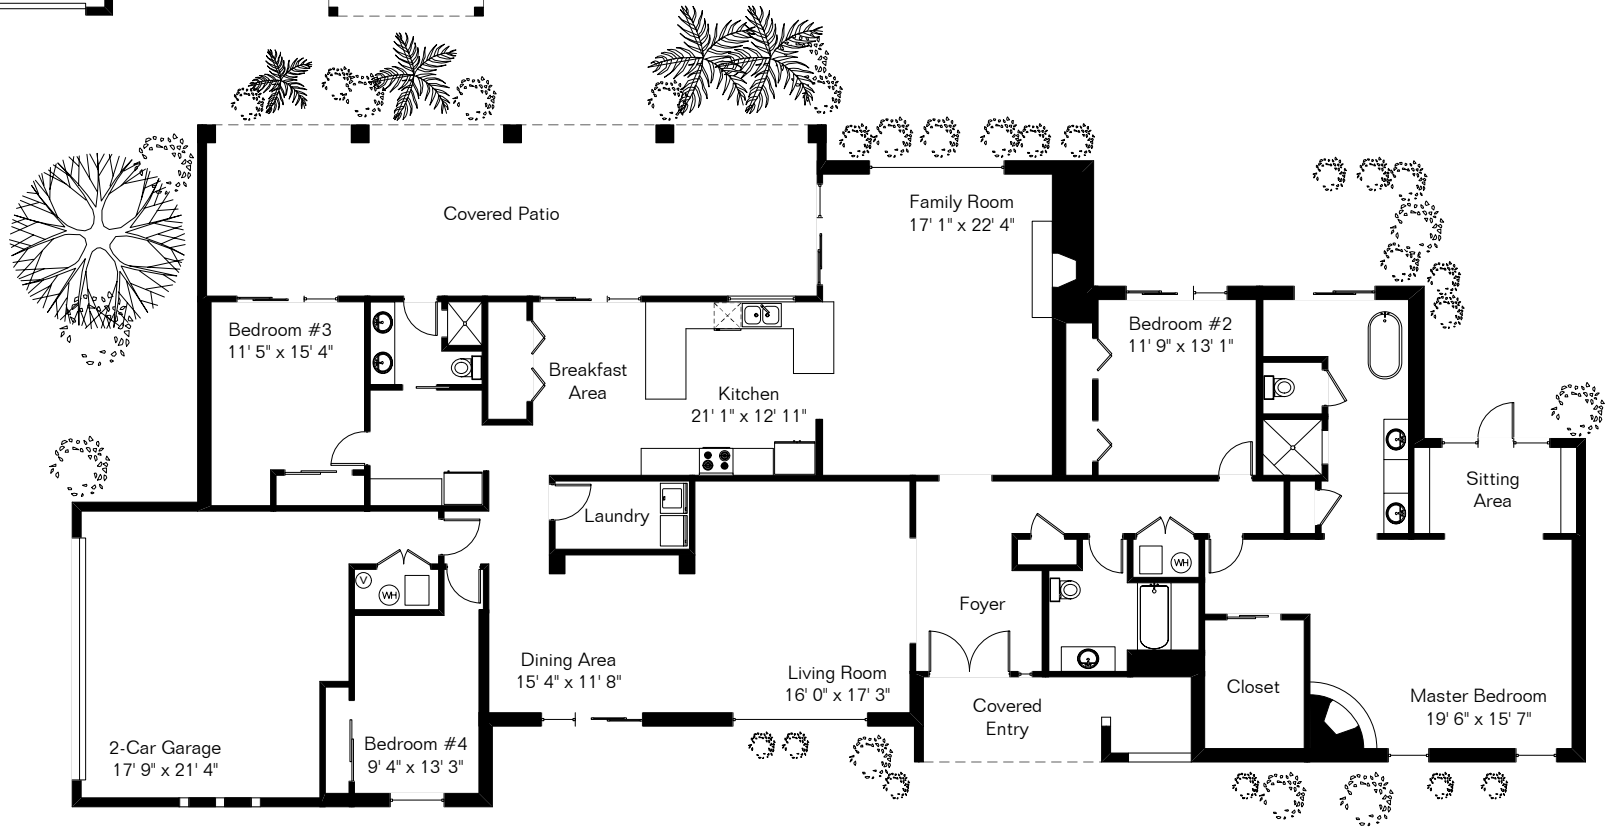 Covered Patio
Family Room
17' 1" x 22' 4"
Bedroom #3
11' 5" x 15' 4"
Breakfast
Area
Kitchen
21' 1" x 12' 11"
Bedroom #2
11' 9" x 13' 1"
Sitting
Area
Laundry
V
WH
WH
Foyer
Dining Area
15' 4" x 11' 8"
Living Room
16' 0" x 17' 3"
Covered
Entry
Closet
Master Bedroom
19' 6" x 15' 7"
2-Car Garage
17' 9" x 21' 4"
Bedroom #4
9' 4" x 13' 3"